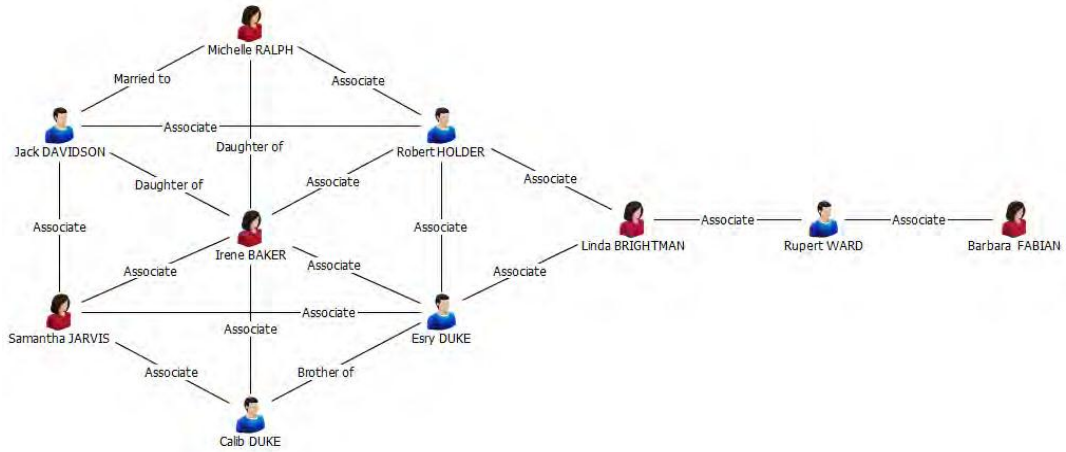 Michelle RALPH
Married to
Associate
Jack DAVIDSON
Associate
Daughter of
Robert HOLDER
Daughter of
Associate
Associate
Associate
Associate
Irene BAKER
Linda BRIGHTMAN
Associate
Rupert WARD
Associate
Barbara FABIAN
Associate
Associate
Associate
Samantha JARVIS
Associate
Associate
Esry DUKE
Associate
Brother of
Calib DUKE